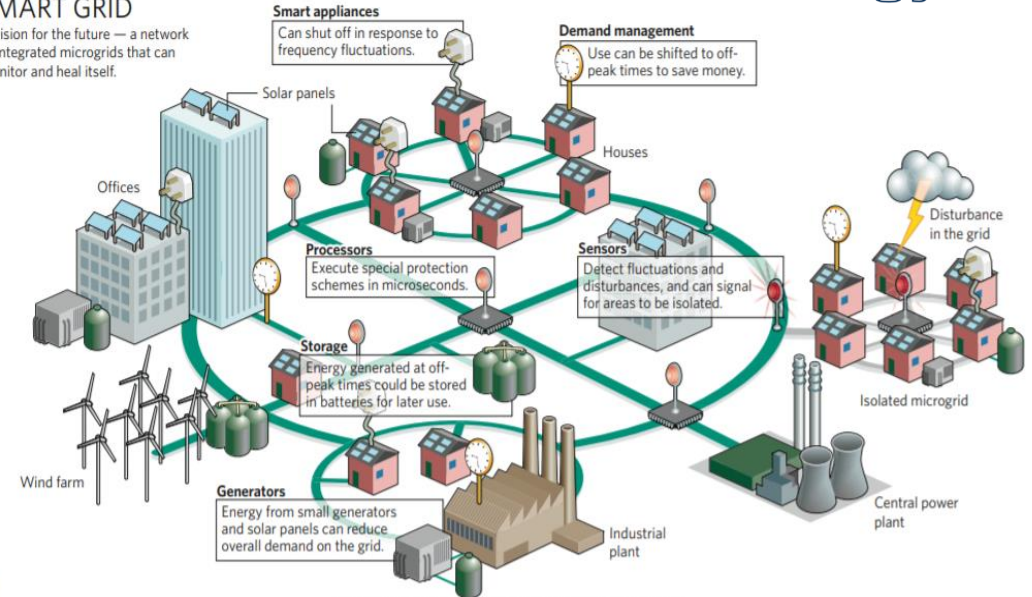 MART GRID
ision for the future — a network
ntegrated microgrids that can
nitor and heal itself.
Smart appliances
Can shut off in response to
frequency fluctuations.
Demand management
Use can be shifted to off-
peak times to save money.
Solar panels
Houses
Offices
Disturbance
in the grid
Processors
Execute special protection
schemes in microseconds.
Sensors
Detect fluctuations and
disturbances, and can signal
for areas to be isolated.
Storage
Energy generated at off-
peak times could be stored
in batteries for later use.
Isolated microgrid
Wind farm
Generators
Energy from small generators
and solar panels can reduce
overall demand on the grid.
Industrial
plant
Central power
plant